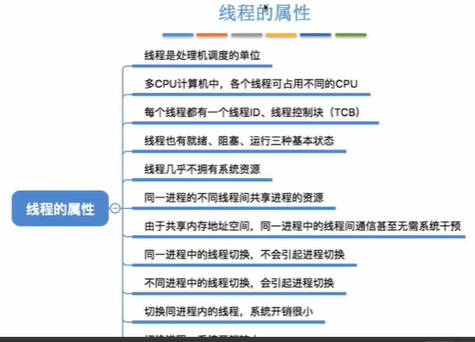 线程的属性
线程是处理机调度的单位
多CPU计算机中，各个线程可占用不同的CPU
每个线程都有一个线程ID、线程控制块（TCB）
线程也有就绪、阻塞、运行三种基本状态
线程几乎不拥有系统资源
线程的属性
同一进程的不同线程间共享进程的资源
由于共享内存地址空间，同一进程中的线程间通信甚至无需系统干预
同一进程中的线程切换，不会引起进程切换
不同进程中的线程切换，会引起进程切换
切换同进程内的线程，系统开销很小